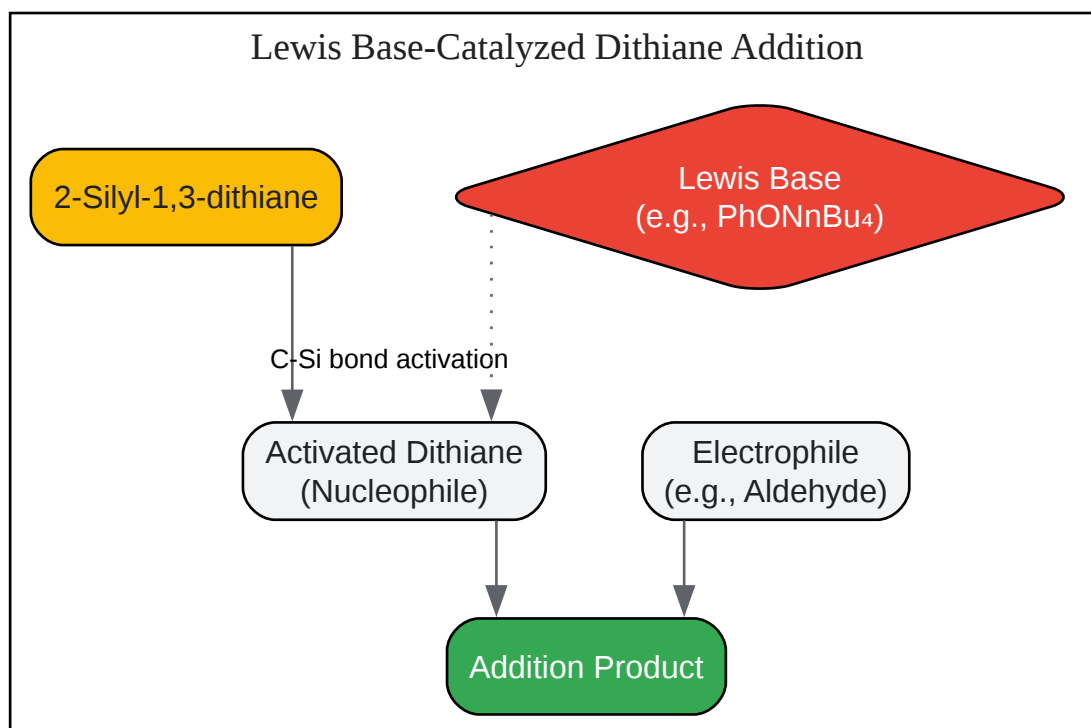 Lewis Base-Catalyzed Dithiane Addition
2-Silyl-1,3-dithiane
Lewis Base
(e.g., PhONnBu₄)
C-Si bond activation
Activated Dithiane
(Nucleophile)
Electrophile
(e.g., Aldehyde)
Addition Product